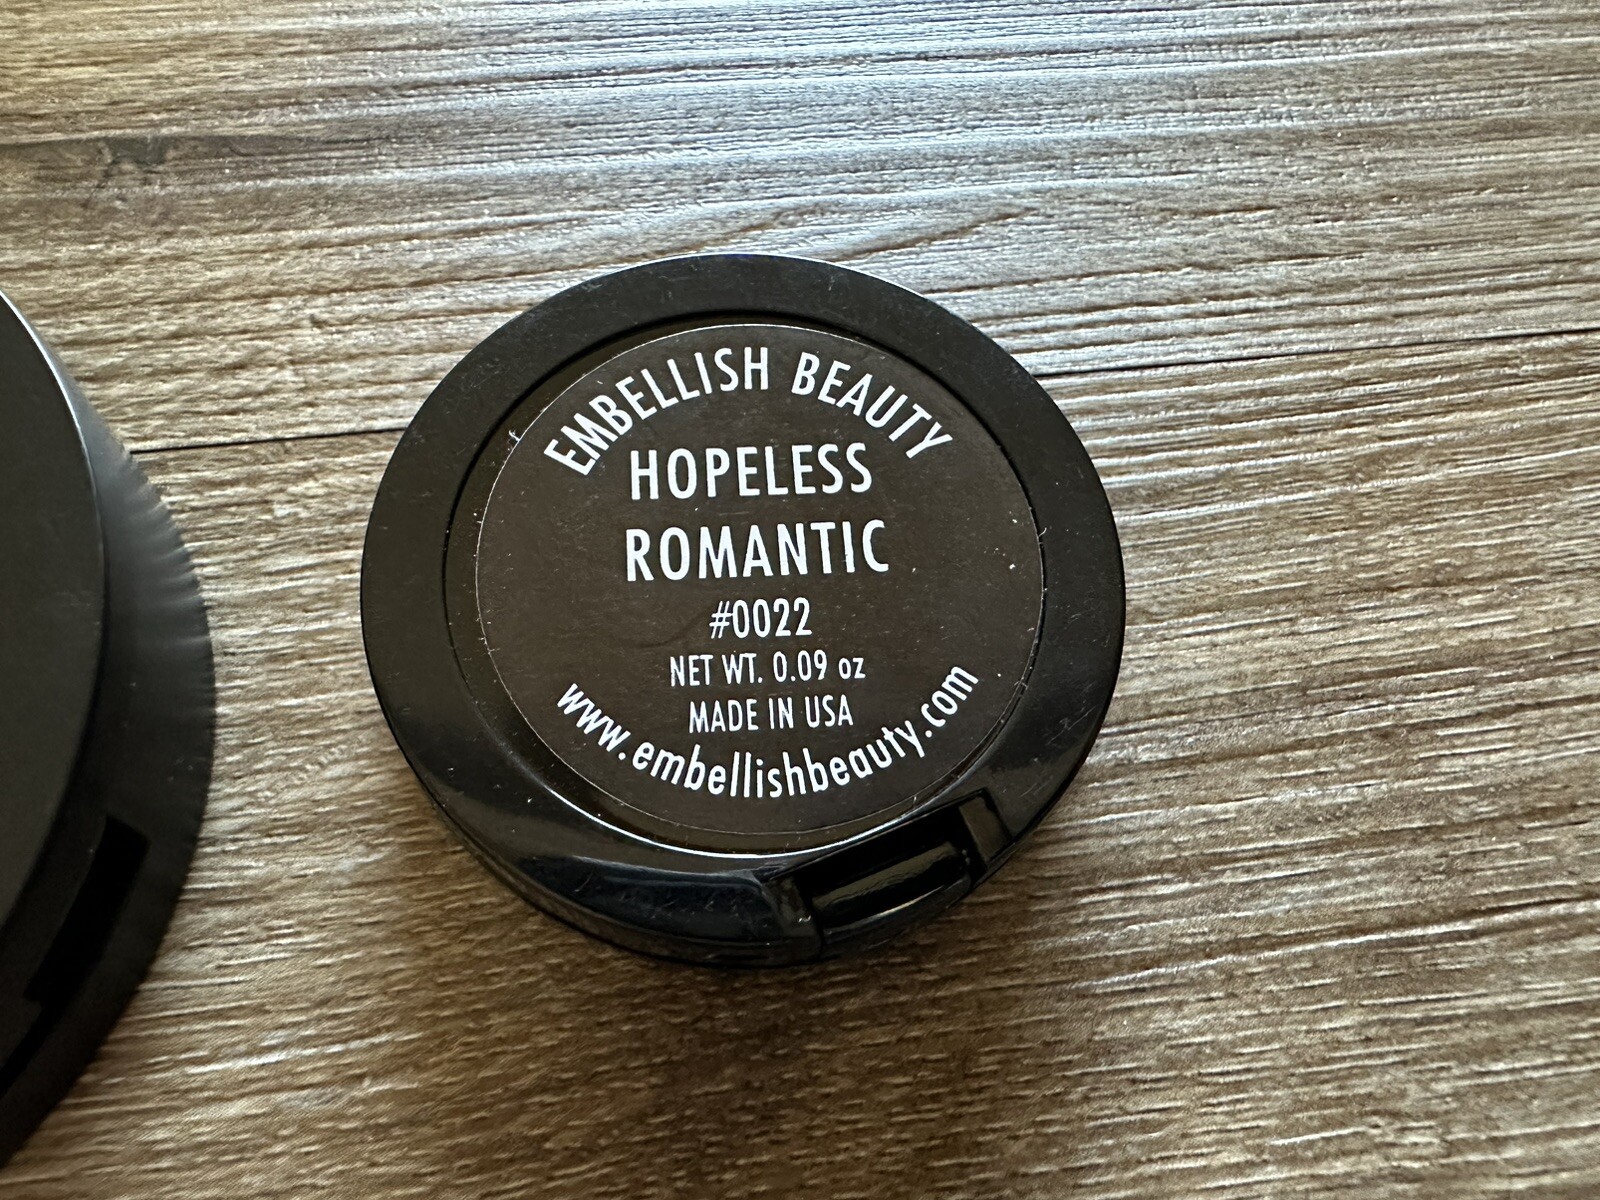 EMBELLISH BEAUTY
HOPELESS
ROMANTIC
#0022
NET WT. 0.09 oz
MADE IN USA
www.embellishbeauty.com